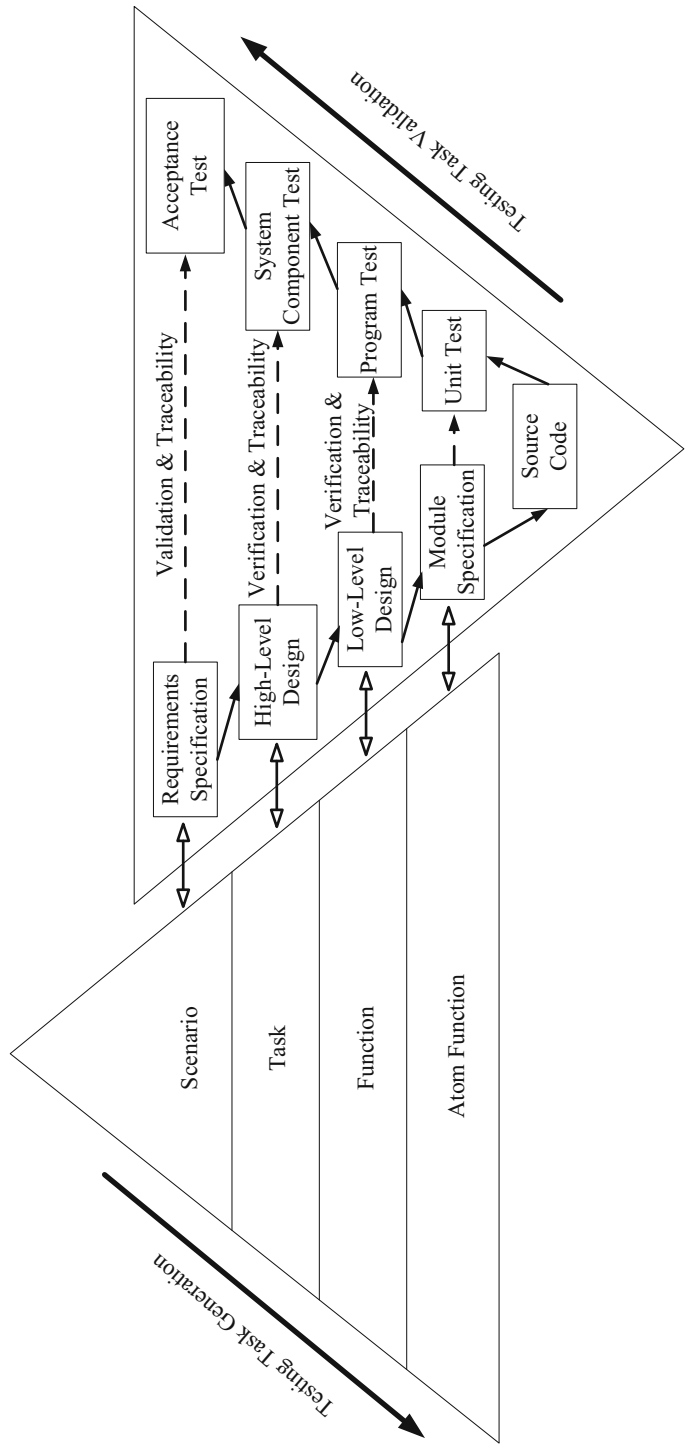 Testing Task Generation
Scenario
Task
Function
Atom Function
Requirements
Specification
High-Level
Design
Low-Level
Design
Module
Specification
Source
Code
Unit Test
Program Test
System
Component Test
Acceptance
Test
Validation & Traceability
Verification & Traceability
Verification &
Traceability
Testing Task Validation